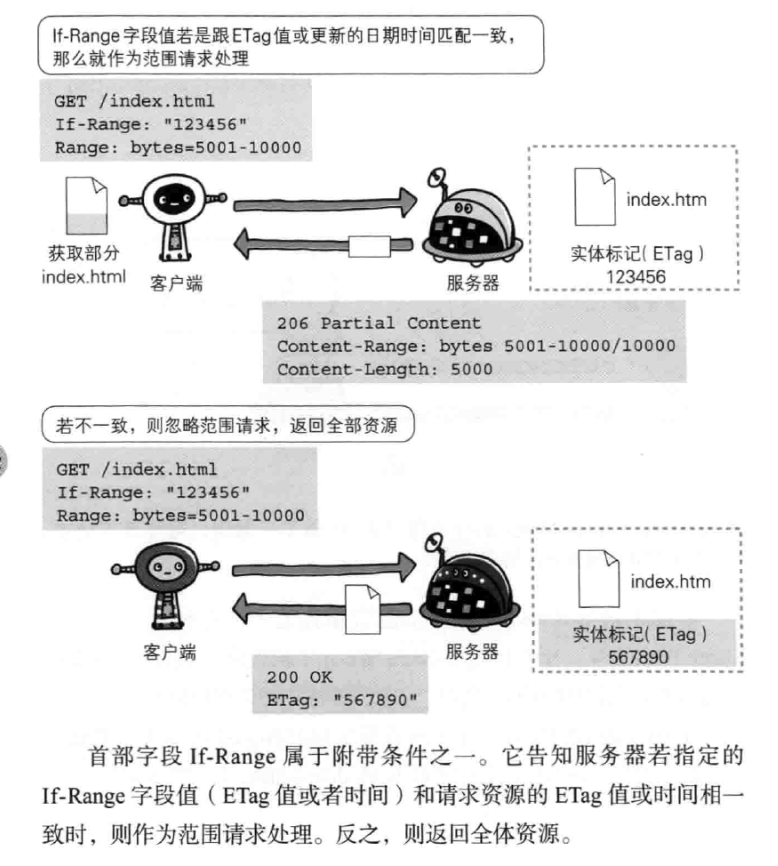 If-Range 字段值若是跟ETag值或更新的日期时间匹配一致，
那么就作为范围请求处理
GET /index.html
If-Range: "123456"
Range: bytes=5001-10000
获取部分
index.html
客户端
服务器
index.htm
实体标记( ETag )
123456
206 Partial Content
Content-Range: bytes 5001-10000/10000
Content-Length: 5000
若不一致，则忽略范围请求，返回全部资源
GET /index.html
If-Range: "123456"
Range: bytes=5001-10000
客户端
服务器
index.htm
实体标记( ETag )
567890
200 OK
ETag: "567890"
首部字段 If-Range 属于附带条件之一。它告知服务器若指定的
If-Range 字段值（ETag 值或者时间）和请求资源的 ETag 值或时间相一
致时，则作为范围请求处理。反之，则返回全体资源。